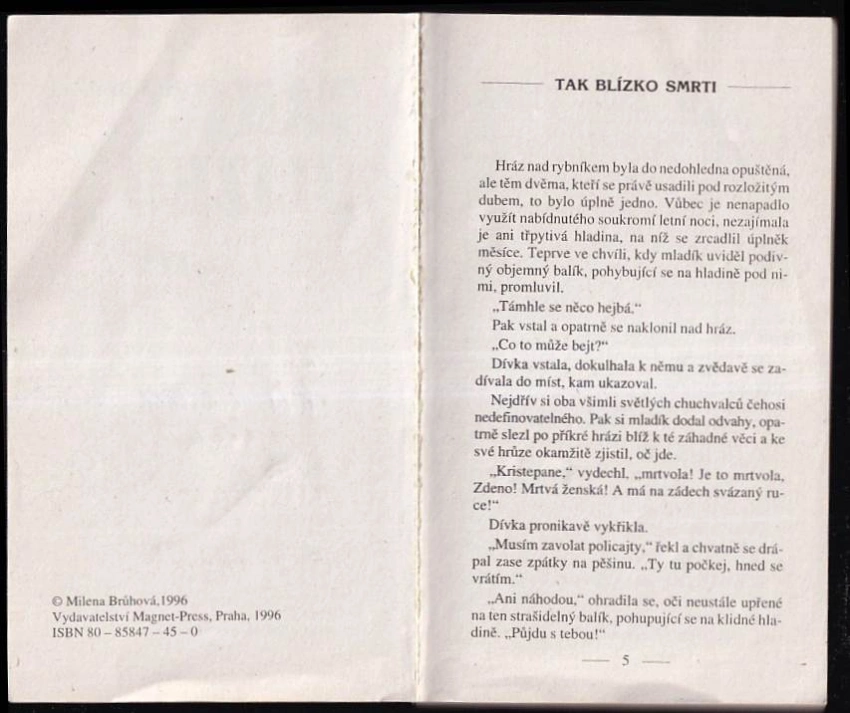 © Milena Brůhová, 1996
Vydavatelství Magnet-Press, Praha, 1996
ISBN 80 – 85847 – 45 – 0
TAK BLÍZKO SMRTI
Hráz nad rybníkem byla do nedohledna opuštěná,
ale těm dvěma, kteří se právě usadili pod rozložitým
dubem, to bylo úplně jedno. Vůbec je nenapadlo
využít nabídnutého soukromí letní noci, nezajímala
je ani třpytivá hladina, na níž se zrcadlil úplněk
měsíce. Teprve ve chvíli, kdy mladík uviděl podiv-
ný objemný balík, pohybující se na hladině pod ni-
mi, promluvil.
„Támhle se něco hejbá.“
Pak vstal a opatrně se naklonil nad hráz.
„Co to může bejt?“
Dívka vstala, dokulhala k němu a zvědavě se za-
dívala do míst, kam ukazoval.
Nejdřív si oba všimli světlých chuchvalců čehosi
nedefinovatelného. Pak si mladík dodal odvahy, opa-
trně slezl po příkré hrázi blíž k té záhadné věci a ke
své hrůze okamžitě zjistil, oč jde.
„Kristepane,“ vydechl, „mrtvola! Je to mrtvola,
Zdeno! Mrtvá ženská! A má na zádech svázaný ru-
ce!“
Dívka pronikavě vykřikla.
„Musím zavolat policajty,“ řekl a chvatně se drá-
pal zase zpátky na pěšinu. „Ty tu počkej, hned se
vrátím.“
„Ani náhodou,“ ohradila se, oči neustále upřené
na ten strašidelný balík, pohupující se na klidné hla-
dině. „Půjdu s tebou!“
5